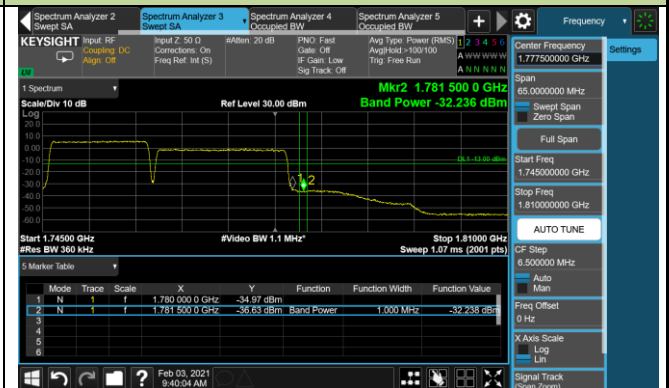 Spectrum Analyzer 2
Swept SA
Spectrum Analyzer 3
Swept SA
Spectrum Analyzer 4
Occupied BW
Spectrum Analyzer 5
Occupied BW
+
Frequency
KEYSIGHT
Input: RF
Coupling: DC
Align: Off
Input Z: 50 Ω
Corrections: On
Freq Ref: Int (S)
#Atten: 20 dB
PNO: Fast
Gate: Off
IF Gain: Low
Sig Track: Off
Avg Type: Power (RMS)
Avg|Hold:>100/100
Trig: Free Run
1 2 3 4 5 6
A W W W W W
A N N N N N
LXI
1 Spectrum
Scale/Div 10 dB
Ref Level 30.00 dBm
Mkr2 1.781 500 0 GHz
Band Power -32.236 dBm
Log
20.0
10.0
0.00
-10.0
-20.0
-30.0
-40.0
-50.0
-60.0
DL1 -13.00 dBm
1
2
Start 1.74500 GHz
#Video BW 1.1 MHz*
Stop 1.81000 GHz
#Res BW 360 kHz
Sweep 1.07 ms (2001 pts)
5 Marker Table
Mode Trace Scale X Y Function Function Width Function Value
1 N 1 f 1.780 000 0 GHz -34.97 dBm
2 N 1 f 1.781 500 0 GHz -36.63 dBm Band Power 1.000 MHz -32.238 dBm
3
4
5
6
?
Feb 03, 2021
9:40:04 AM
Center Frequency
1.777500000 GHz
Settings
Span
65.0000000 MHz
Swept Span
Zero Span
Full Span
Start Freq
1.745000000 GHz
Stop Freq
1.810000000 GHz
AUTO TUNE
CF Step
6.500000 MHz
Auto
Man
Freq Offset
0 Hz
X Axis Scale
Log
Lin
Signal Track
(Span Zoom)